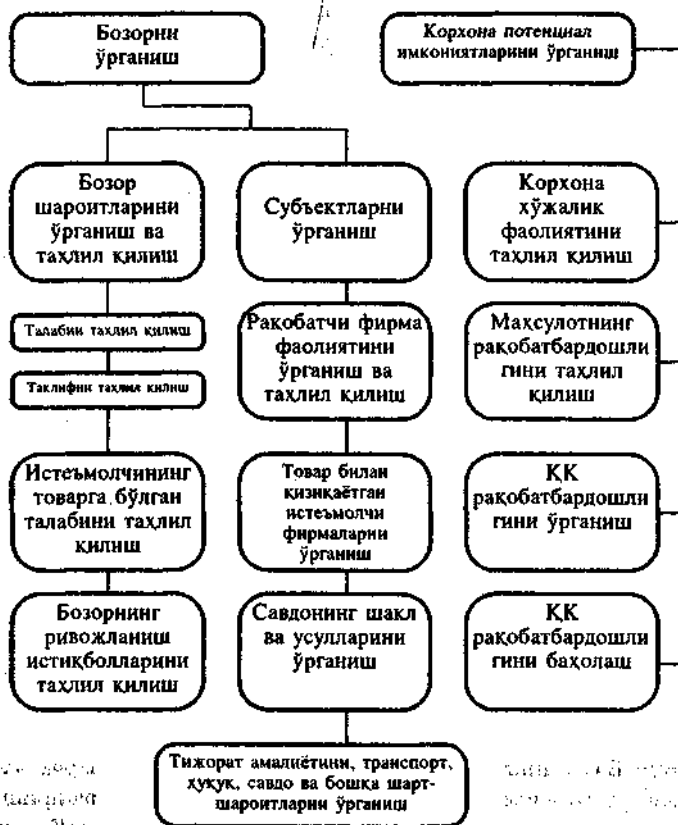 Бозорни
ўрганиш
Корхона потенциал
имкониятларини ўрганиш
Бозор
шароитларини
ўрганиш ва
таҳлил қилиш
Субъектларни
ўрганиш
Корхона
хўжалик
фаолиятини
таҳлил қилиш
Талабни таҳлил қилиш
Таклифни таҳлил қилиш
Рақобатчи фирма
фаолиятини
ўрганиш ва
таҳлил қилиш
Маҳсулотнинг
рақобатбардошли
гини таҳлил
қилиш
Истеъмолчининг
товарга бўлган
талабини таҳлил
қилиш
Товар билан
қизиқаётган
истеъмолчи
фирмаларни
ўрганиш
ҚК
рақобатбардошли
гини ўрганиш
Бозорнинг
ривожланиш
истиқболларини
таҳлил қилиш
Савдонинг шакл
ва усулларини
ўрганиш
ҚК
рақобатбардошли
гини баҳолаш
Тижорат амалиётини, транспорт,
ҳуқуқ, савдо ва бошқа шарт-
шароитларни ўрганиш